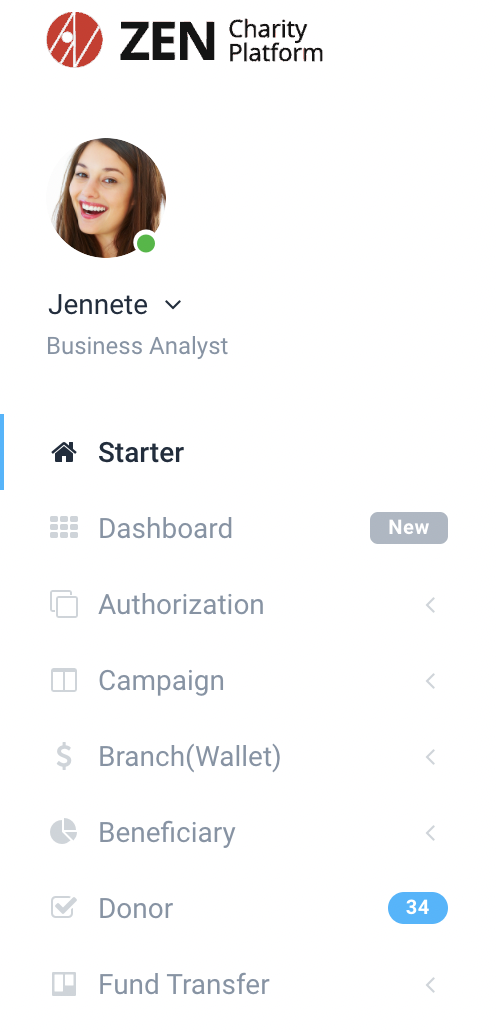 ZEN Charity
Platform
Jennete
Business Analyst
Starter
Dashboard New
Authorization
Campaign
Branch(Wallet)
Beneficiary
Donor 34
Fund Transfer